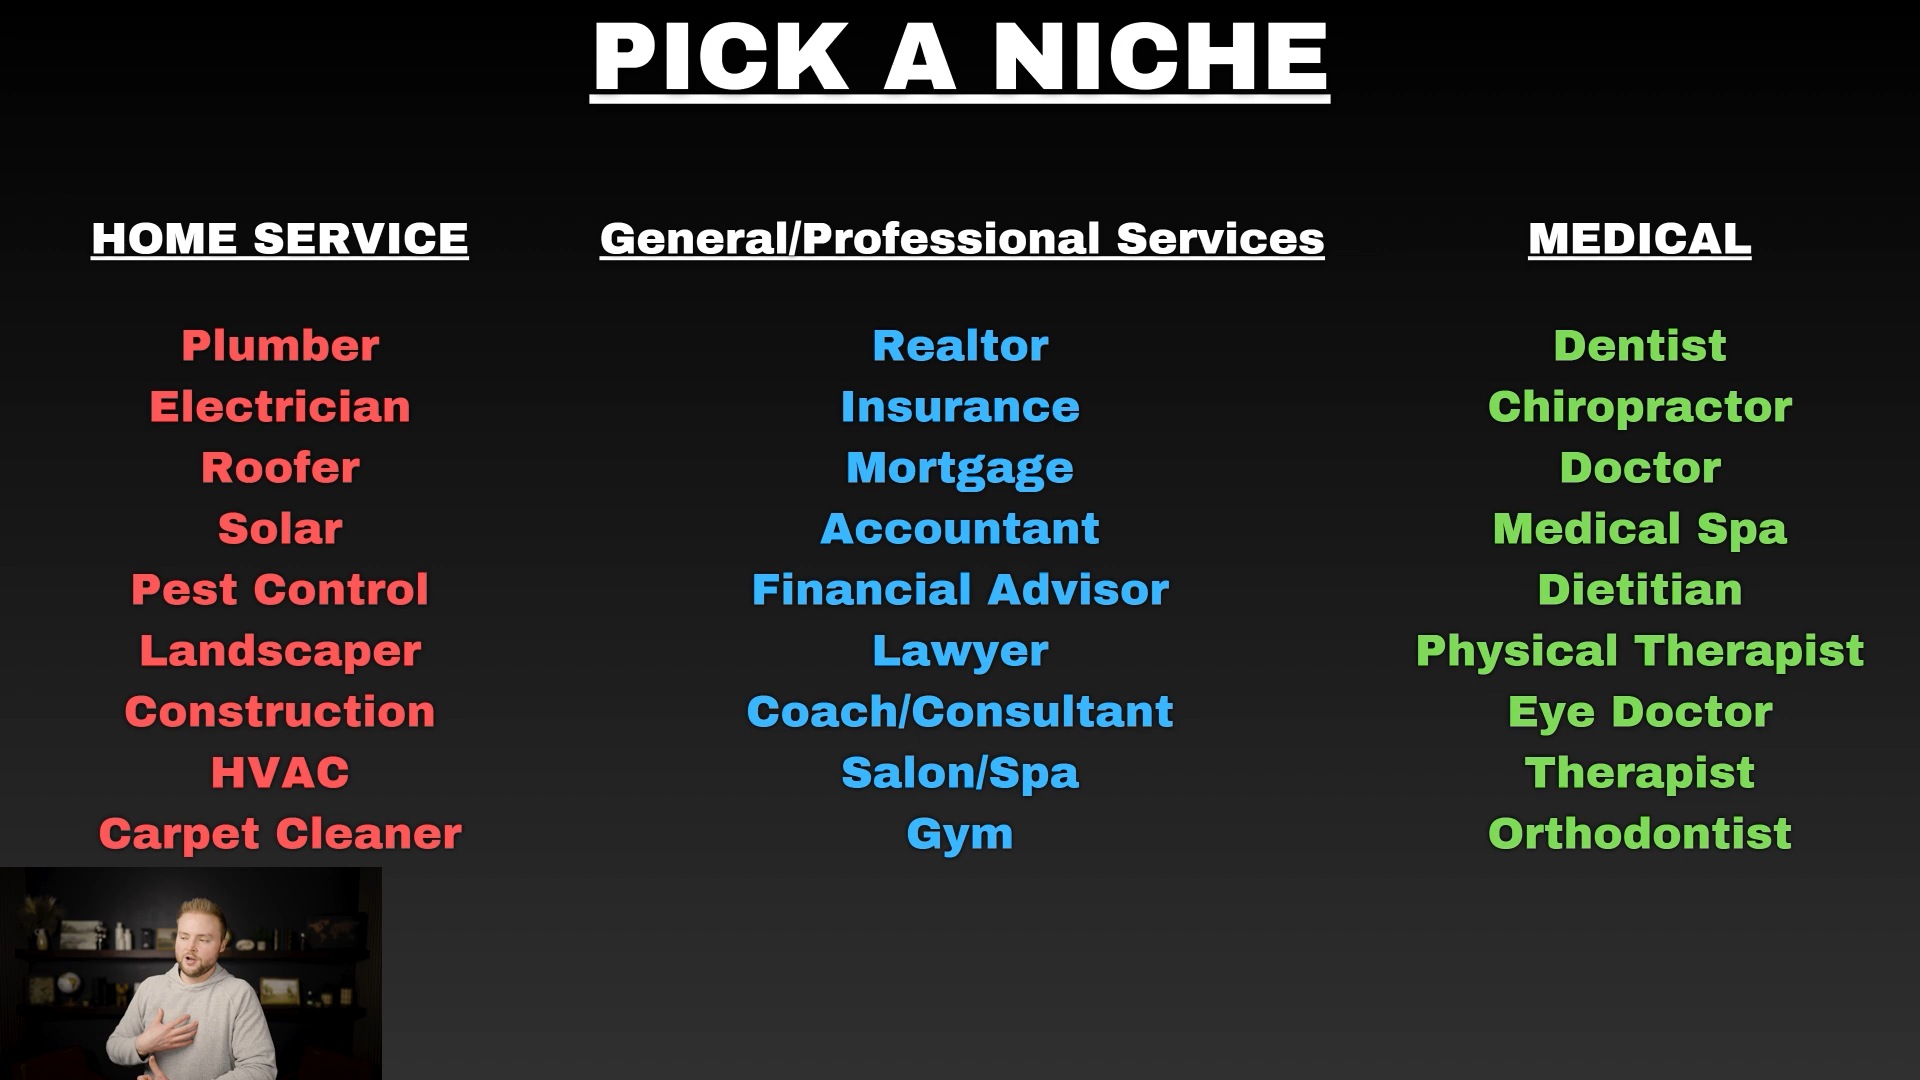 PICK A NICHE
HOME SERVICE
Plumber
Electrician
Roofer
Solar
Pest Control
Landscaper
Construction
HVAC
Carpet Cleaner
General/Professional Services
Realtor
Insurance
Mortgage
Accountant
Financial Advisor
Lawyer
Coach/Consultant
Salon/Spa
Gym
MEDICAL
Dentist
Chiropractor
Doctor
Medical Spa
Dietitian
Physical Therapist
Eye Doctor
Therapist
Orthodontist